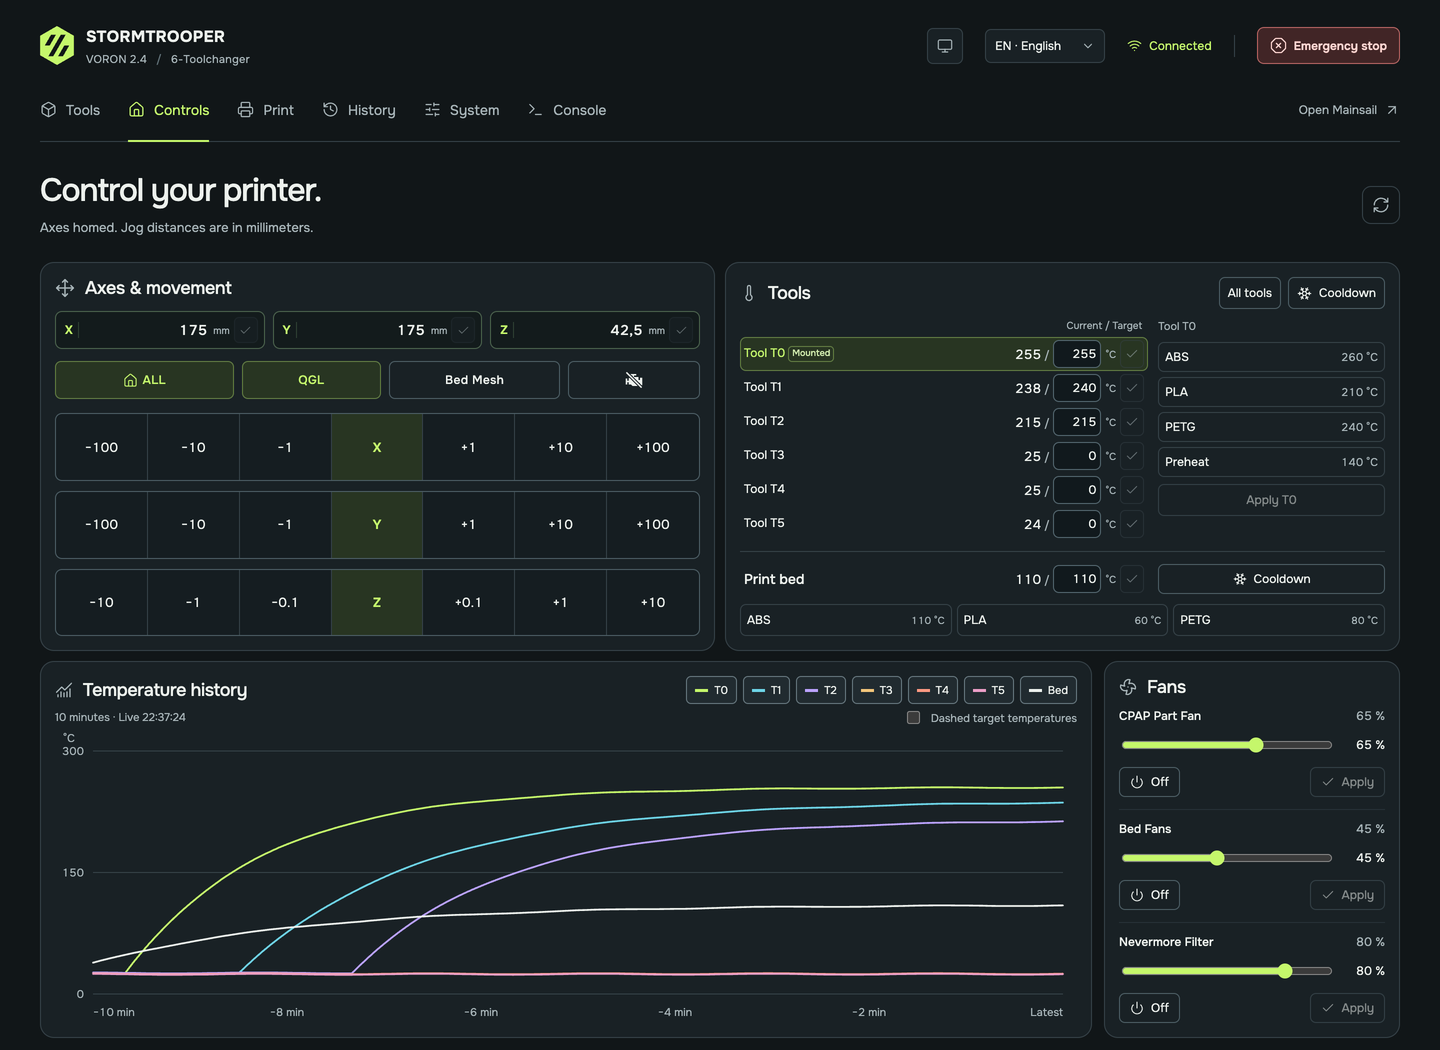 STORMTROOPER
VORON 2.4 / 6-Toolchanger
EN · English
Connected
Emergency stop
Tools
Controls
Print
History
System
Console
Open Mainsail
Control your printer.
Axes homed. Jog distances are in millimeters.
Axes & movement
X 175 mm
Y 175 mm
Z 42,5 mm
ALL
QGL
Bed Mesh
-100 -10 -1 X +1 +10 +100
-100 -10 -1 Y +1 +10 +100
-10 -1 -0.1 Z +0.1 +1 +10
Tools
All tools
Cooldown
Current / Target
Tool T0 Mounted 255 / 255 °C
Tool T1 238 / 240 °C
Tool T2 215 / 215 °C
Tool T3 25 / 0 °C
Tool T4 25 / 0 °C
Tool T5 24 / 0 °C
Tool T0
ABS 260 °C
PLA 210 °C
PETG 240 °C
Preheat 140 °C
Apply T0
Print bed 110 / 110 °C
Cooldown
ABS 110 °C
PLA 60 °C
PETG 80 °C
Temperature history
T0 T1 T2 T3 T4 T5 Bed
10 minutes · Live 22:37:24
Dashed target temperatures
°C
300
150
0
-10 min -8 min -6 min -4 min -2 min Latest
Fans
CPAP Part Fan 65 %
65 %
Off Apply
Bed Fans 45 %
45 %
Off Apply
Nevermore Filter 80 %
80 %
Off Apply